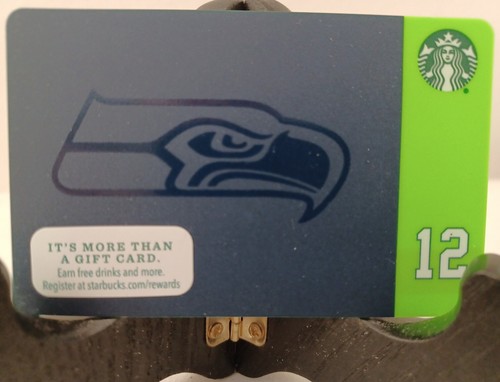 IT'S MORE THAN
A GIFT CARD.
Earn free drinks and more.
Register at starbucks.com/rewards
12